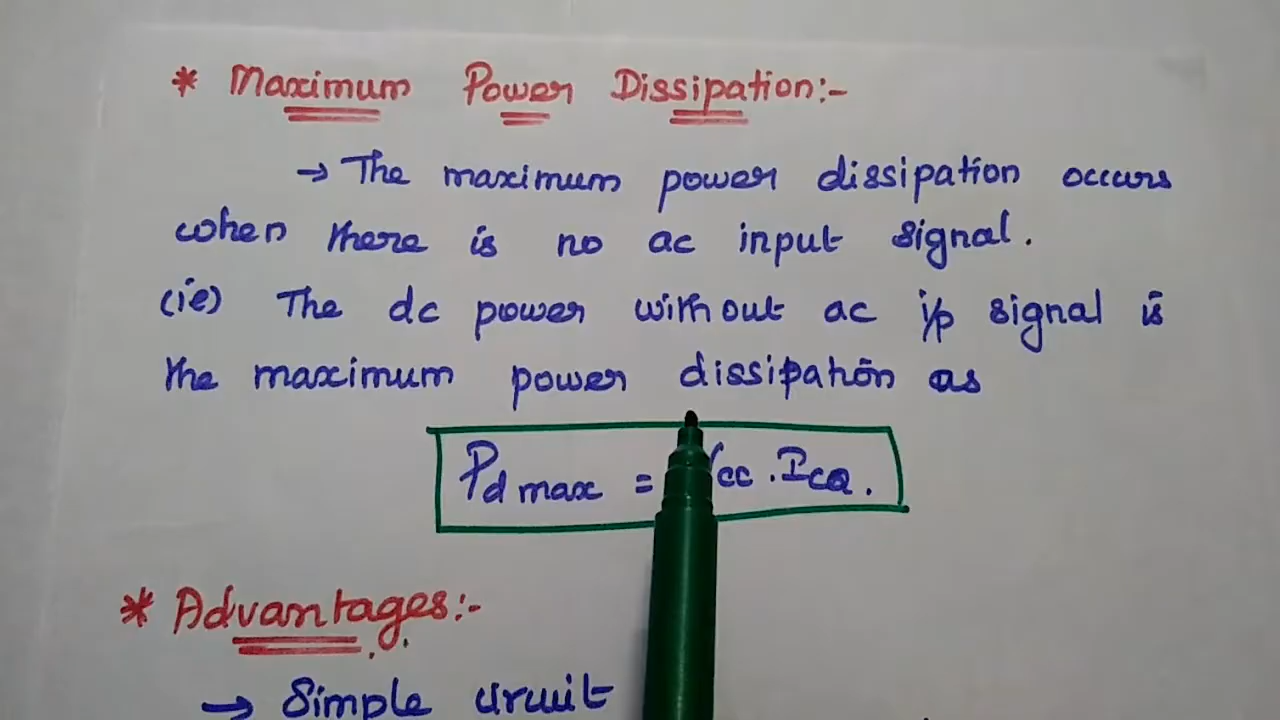 * Maximum Power Dissipation:-
→ The maximum power dissipation occurs
when there is no ac input signal.
(ie) The dc power without ac i/p signal is
the maximum power dissipation as
Pd max = Vcc . ICQ.
* Advantages:-
→ Simple circuit